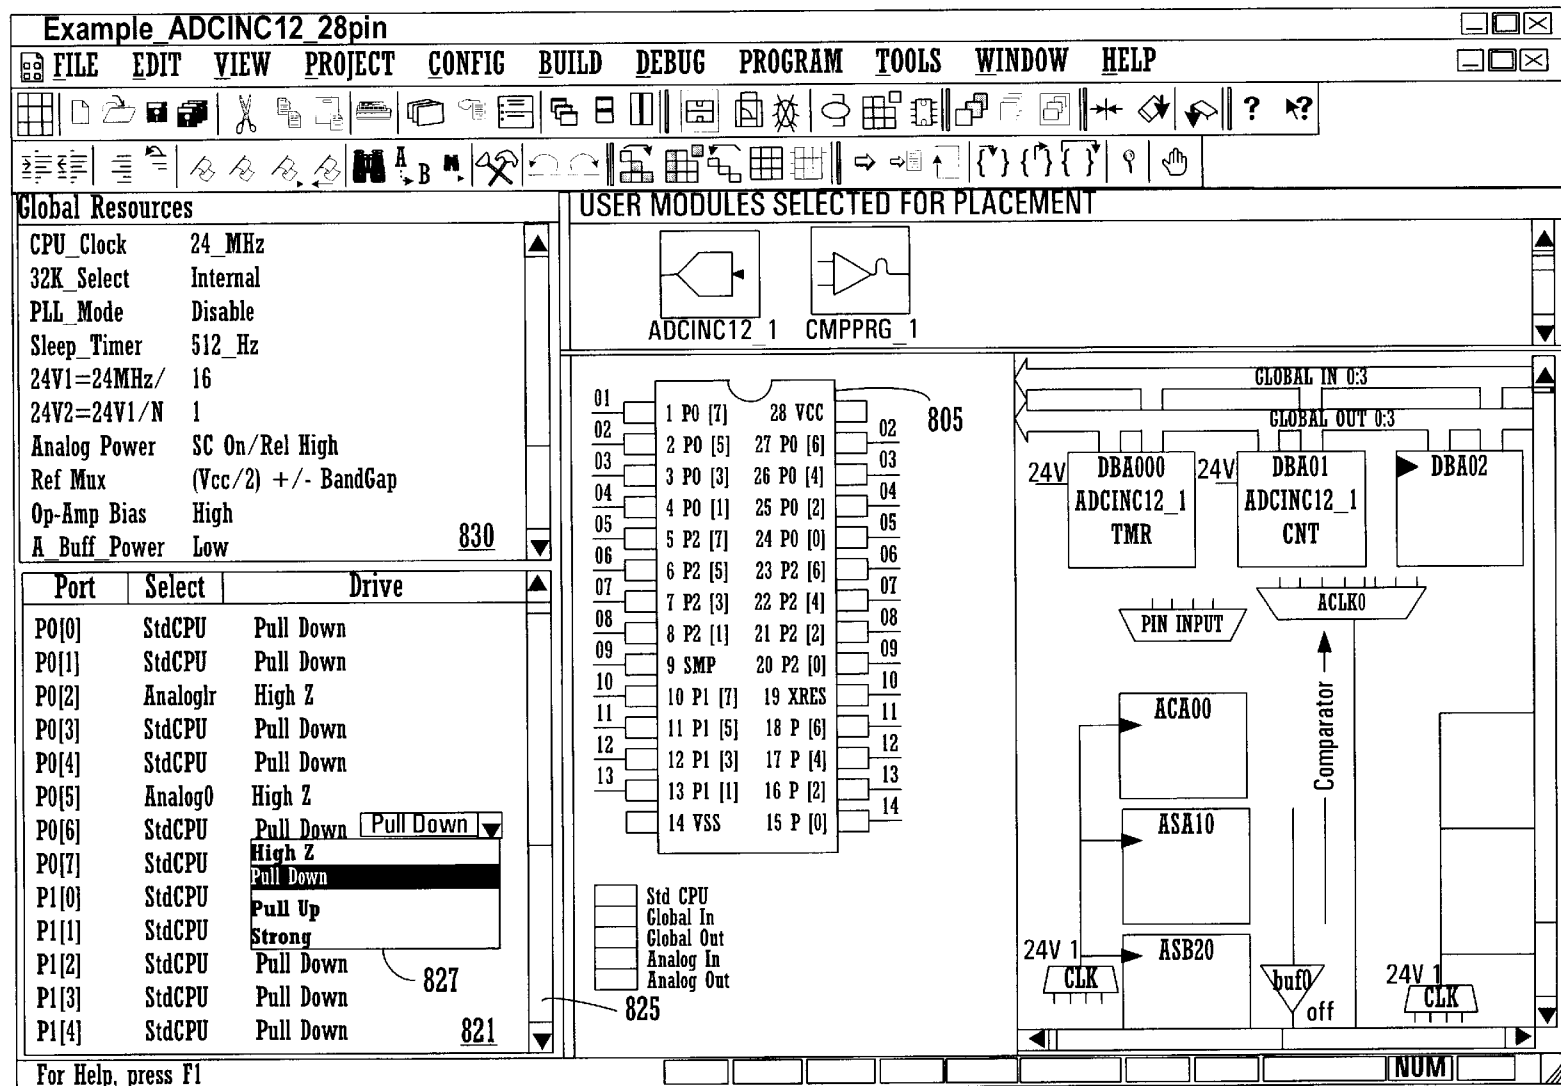 Example_ADCINC12_28pin
FILE EDIT VIEW PROJECT CONFIG BUILD DEBUG PROGRAM TOOLS WINDOW HELP
? ?
A B M
Global Resources
CPU_Clock 24_MHz
32K_Select Internal
PLL_Mode Disable
Sleep_Timer 512_Hz
24V1=24MHz/ 16
24V2=24V1/N 1
Analog Power SC On/Rel High
Ref Mux (Vcc/2) +/- BandGap
Op-Amp Bias High
A_Buff_Power Low
830
Port Select Drive
P0[0] StdCPU Pull Down
P0[1] StdCPU Pull Down
P0[2] Analoglr High Z
P0[3] StdCPU Pull Down
P0[4] StdCPU Pull Down
P0[5] Analog0 High Z
P0[6] StdCPU Pull Down Pull Down
P0[7] StdCPU
P1[0] StdCPU
P1[1] StdCPU
High Z
Pull Down
Pull Up
Strong
P1[2] StdCPU Pull Down
P1[3] StdCPU Pull Down
P1[4] StdCPU Pull Down
827
825
821
USER MODULES SELECTED FOR PLACEMENT
ADCINC12_1 CMPPRG_1
805
01 1 P0 [7] 28 VCC
02 2 P0 [5] 27 P0 [6] 02
03 3 P0 [3] 26 P0 [4] 03
04 4 P0 [1] 25 P0 [2] 04
05 5 P2 [7] 24 P0 [0] 05
06 6 P2 [5] 23 P2 [6] 06
07 7 P2 [3] 22 P2 [4] 07
08 8 P2 [1] 21 P2 [2] 08
09 9 SMP 20 P2 [0] 09
10 10 P1 [7] 19 XRES 10
11 11 P1 [5] 18 P [6] 11
12 12 P1 [3] 17 P [4] 12
13 13 P1 [1] 16 P [2] 13
14 VSS 15 P [0] 14
Std CPU
Global In
Global Out
Analog In
Analog Out
GLOBAL IN 0:3
GLOBAL OUT 0:3
24V DBA000 ADCINC12_1 TMR
24V DBA01 ADCINC12_1 CNT
DBA02
PIN INPUT
ACLK0
ACA00
Comparator
ASA10
ASB20
24V 1
CLK
buf0
off
24V 1
CLK
For Help, press F1
NUM